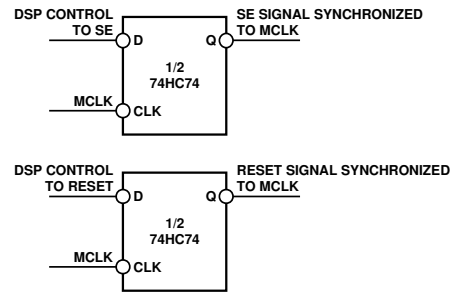 DSP CONTROL
TO SE
SE SIGNAL SYNCHRONIZED
TO MCLK
D
Q
1/2
74HC74
MCLK
CLK
DSP CONTROL
TO RESET
RESET SIGNAL SYNCHRONIZED
TO MCLK
D
Q
1/2
74HC74
MCLK
CLK